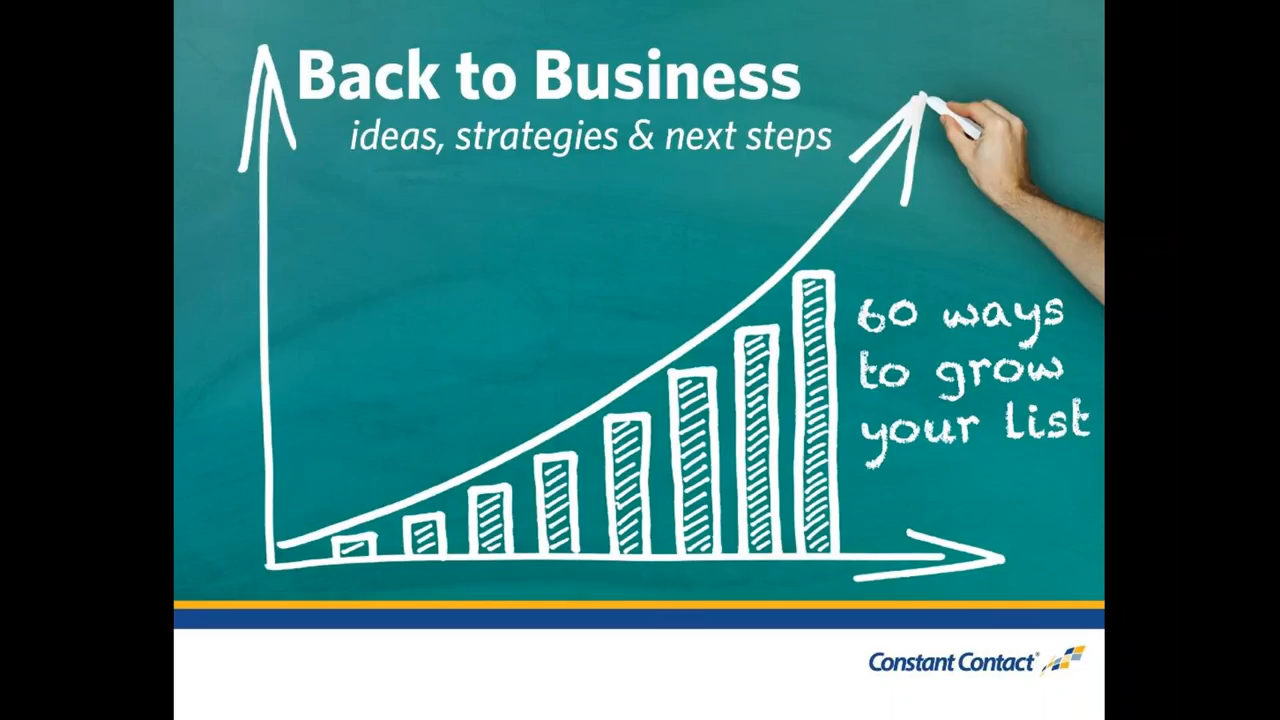 Back to Business
ideas, strategies & next steps
60 ways
to grow
your list
Constant Contact®